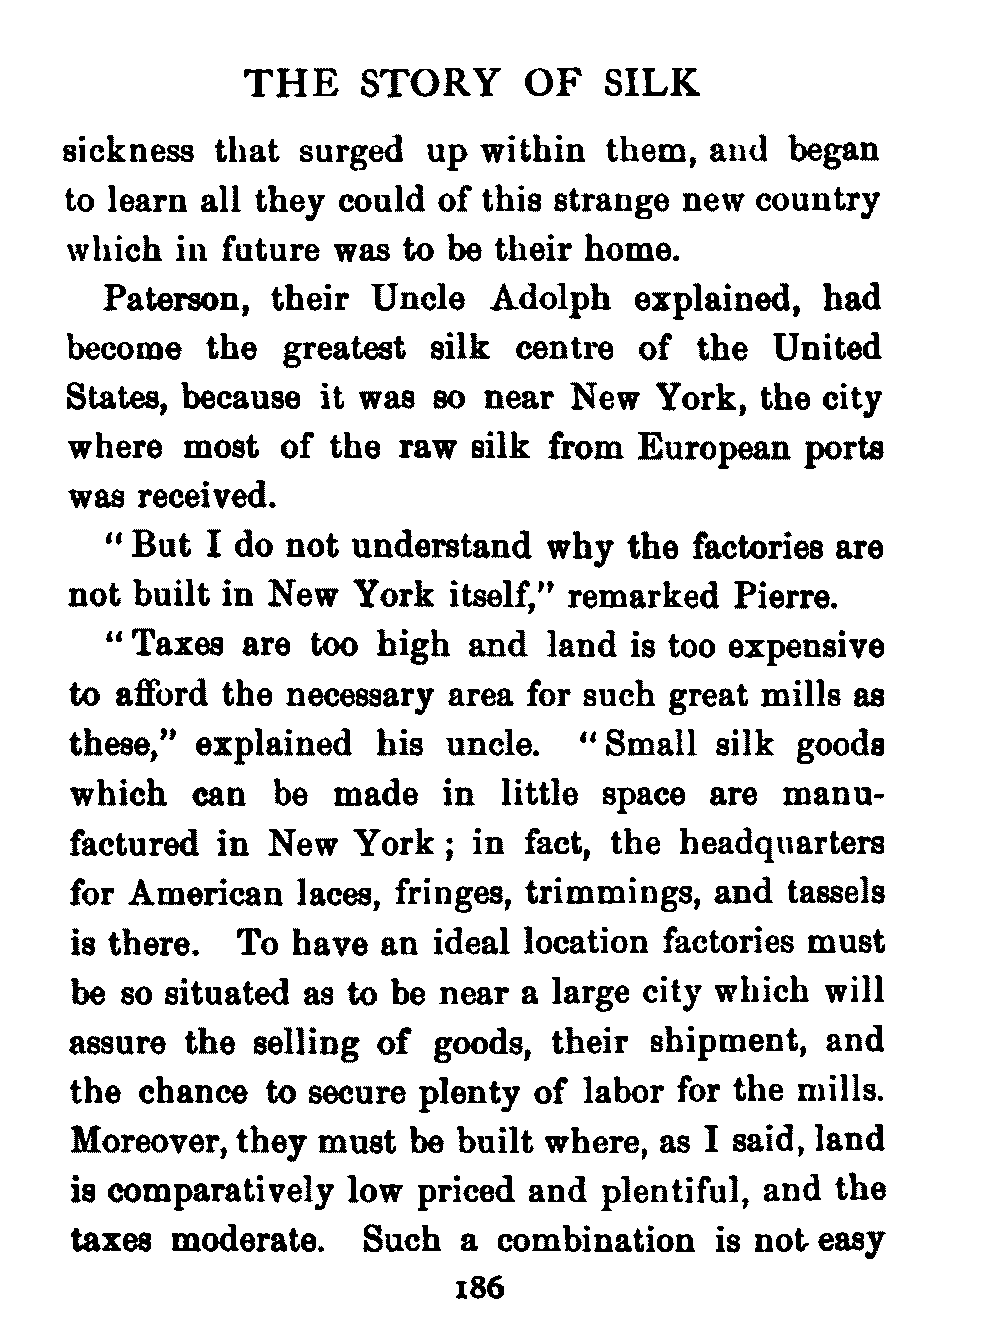 THE STORY OF SILK
sickness that surged up within them, and began
to learn all they could of this strange new country
which in future was to be their home.
Paterson, their Uncle Adolph explained, had
become the greatest silk centre of the United
States, because it was so near New York, the city
where most of the raw silk from European ports
was received.
“But I do not understand why the factories are
not built in New York itself,” remarked Pierre.
“Taxes are too high and land is too expensive
to afford the necessary area for such great mills as
these,” explained his uncle. “Small silk goods
which can be made in little space are manu-
factured in New York; in fact, the headquarters
for American laces, fringes, trimmings, and tassels
is there. To have an ideal location factories must
be so situated as to be near a large city which will
assure the selling of goods, their shipment, and
the chance to secure plenty of labor for the mills.
Moreover, they must be built where, as I said, land
is comparatively low priced and plentiful, and the
taxes moderate. Such a combination is not easy
186